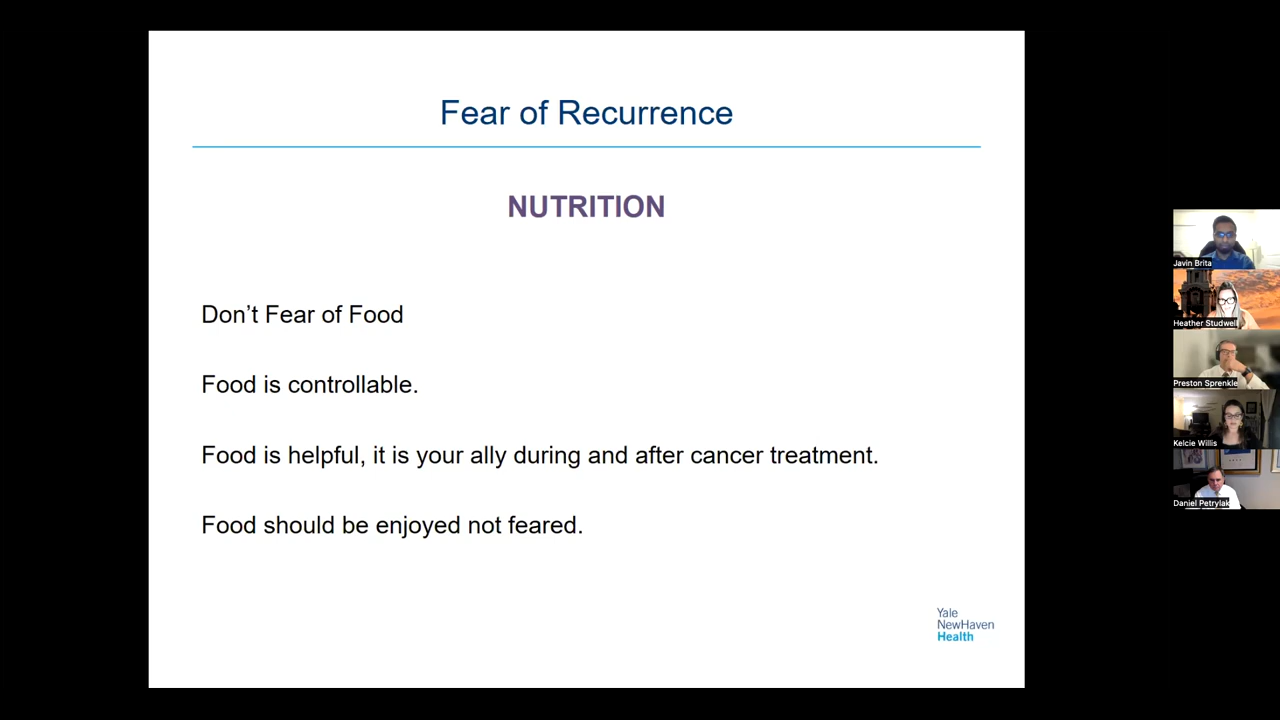 Fear of Recurrence
NUTRITION
Don’t Fear of Food
Food is controllable.
Food is helpful, it is your ally during and after cancer treatment.
Food should be enjoyed not feared.
Yale
NewHaven
Health
Javin Brita
Heather Studwell
Preston Sprenkle
Kelcie Willis
Daniel Petrylak